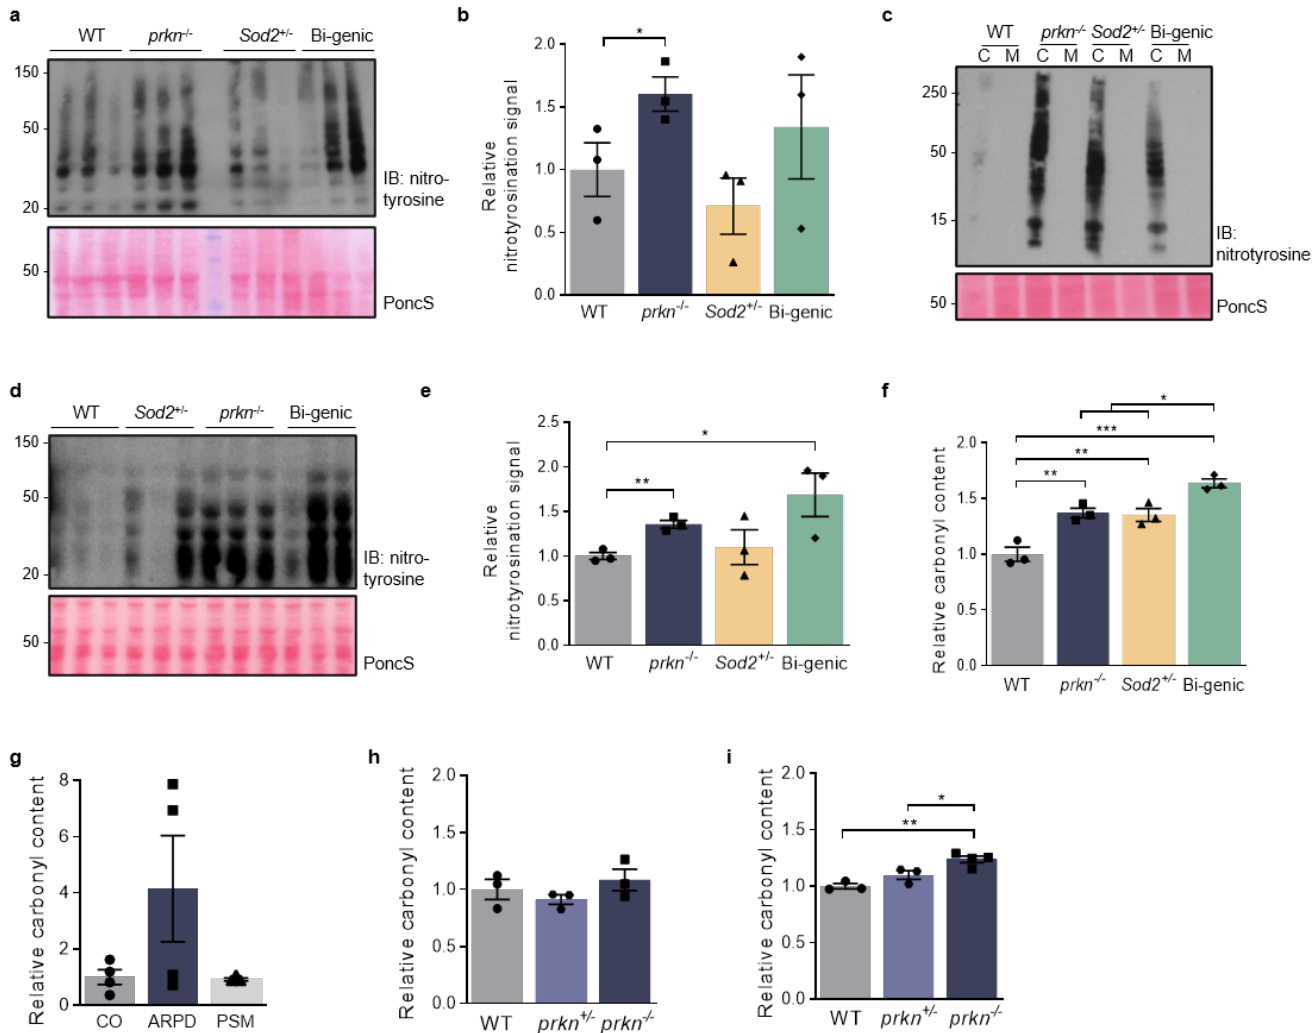 a
WT prkn-/- Sod2+/- Bi-genic
150
50
20
IB: nitro-
tyrosine
50
PoncS
b
Relative
nitrotyrosination signal
2.0
1.5
1.0
0.5
0.0
*
WT prkn-/- Sod2+/- Bi-genic
c
WT prkn-/- Sod2+/- Bi-genic
C M C M C M C M
250
50
15
IB:
nitrotyrosine
50
PoncS
d
WT Sod2+/- prkn-/- Bi-genic
150
50
20
IB: nitro-
tyrosine
50
PoncS
e
Relative
nitrotyrosination signal
2.5
2.0
1.5
1.0
0.5
0.0
*
**
WT prkn-/- Sod2+/- Bi-genic
f
Relative carbonyl content
2.0
1.5
1.0
0.5
0.0
*
***
**
**
WT prkn-/- Sod2+/- Bi-genic
g
Relative carbonyl content
8
6
4
2
0
CO ARPD PSM
h
Relative carbonyl content
2.0
1.5
1.0
0.5
0.0
WT prkn+/- prkn-/-
i
Relative carbonyl content
2.0
1.5
1.0
0.5
0.0
*
**
WT prkn+/- prkn-/-